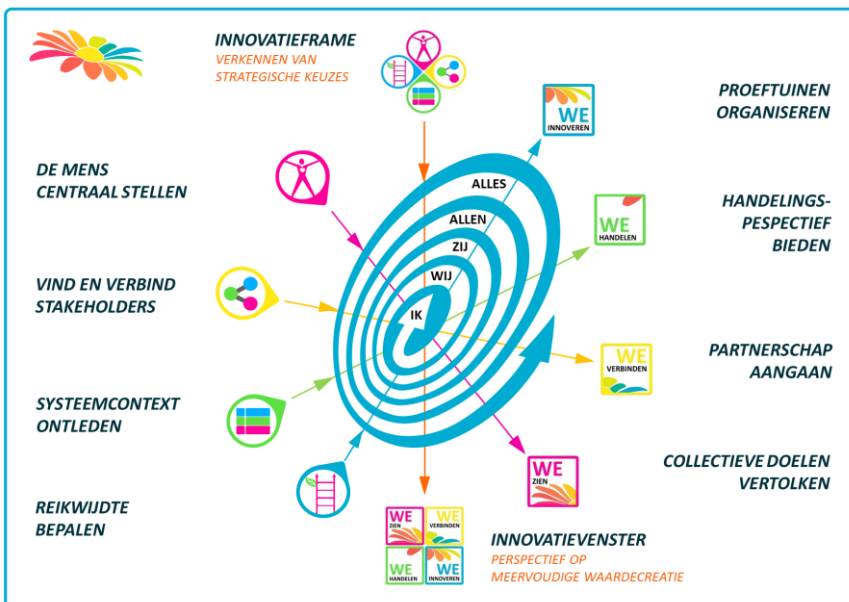 INNOVATIEFRAME
VERKENNEN VAN
STRATEGISCHE KEUZES
DE MENS
CENTRAAL STELLEN
VIND EN VERBIND
STAKEHOLDERS
SYSTEEMCONTEXT
ONTLEDEN
REIKWIJDTE
BEPALEN
ALLES
ALLEN
ZIJ
WIJ
IK
WE
INNOVEREN
PROEFTUINEN
ORGANISEREN
WE
HANDELEN
HANDELINGS-
PESPECTIEF
BIEDEN
WE
VERBINDEN
PARTNERSCHAP
AANGAAN
WE
ZIEN
COLLECTIEVE DOELEN
VERTOLKEN
WE
ZIEN
WE
VERBINDEN
WE
HANDELEN
WE
INNOVEREN
INNOVATIEVENSTER
PERSPECTIEF OP
MEERVOUDIGE WAARDECREATIE